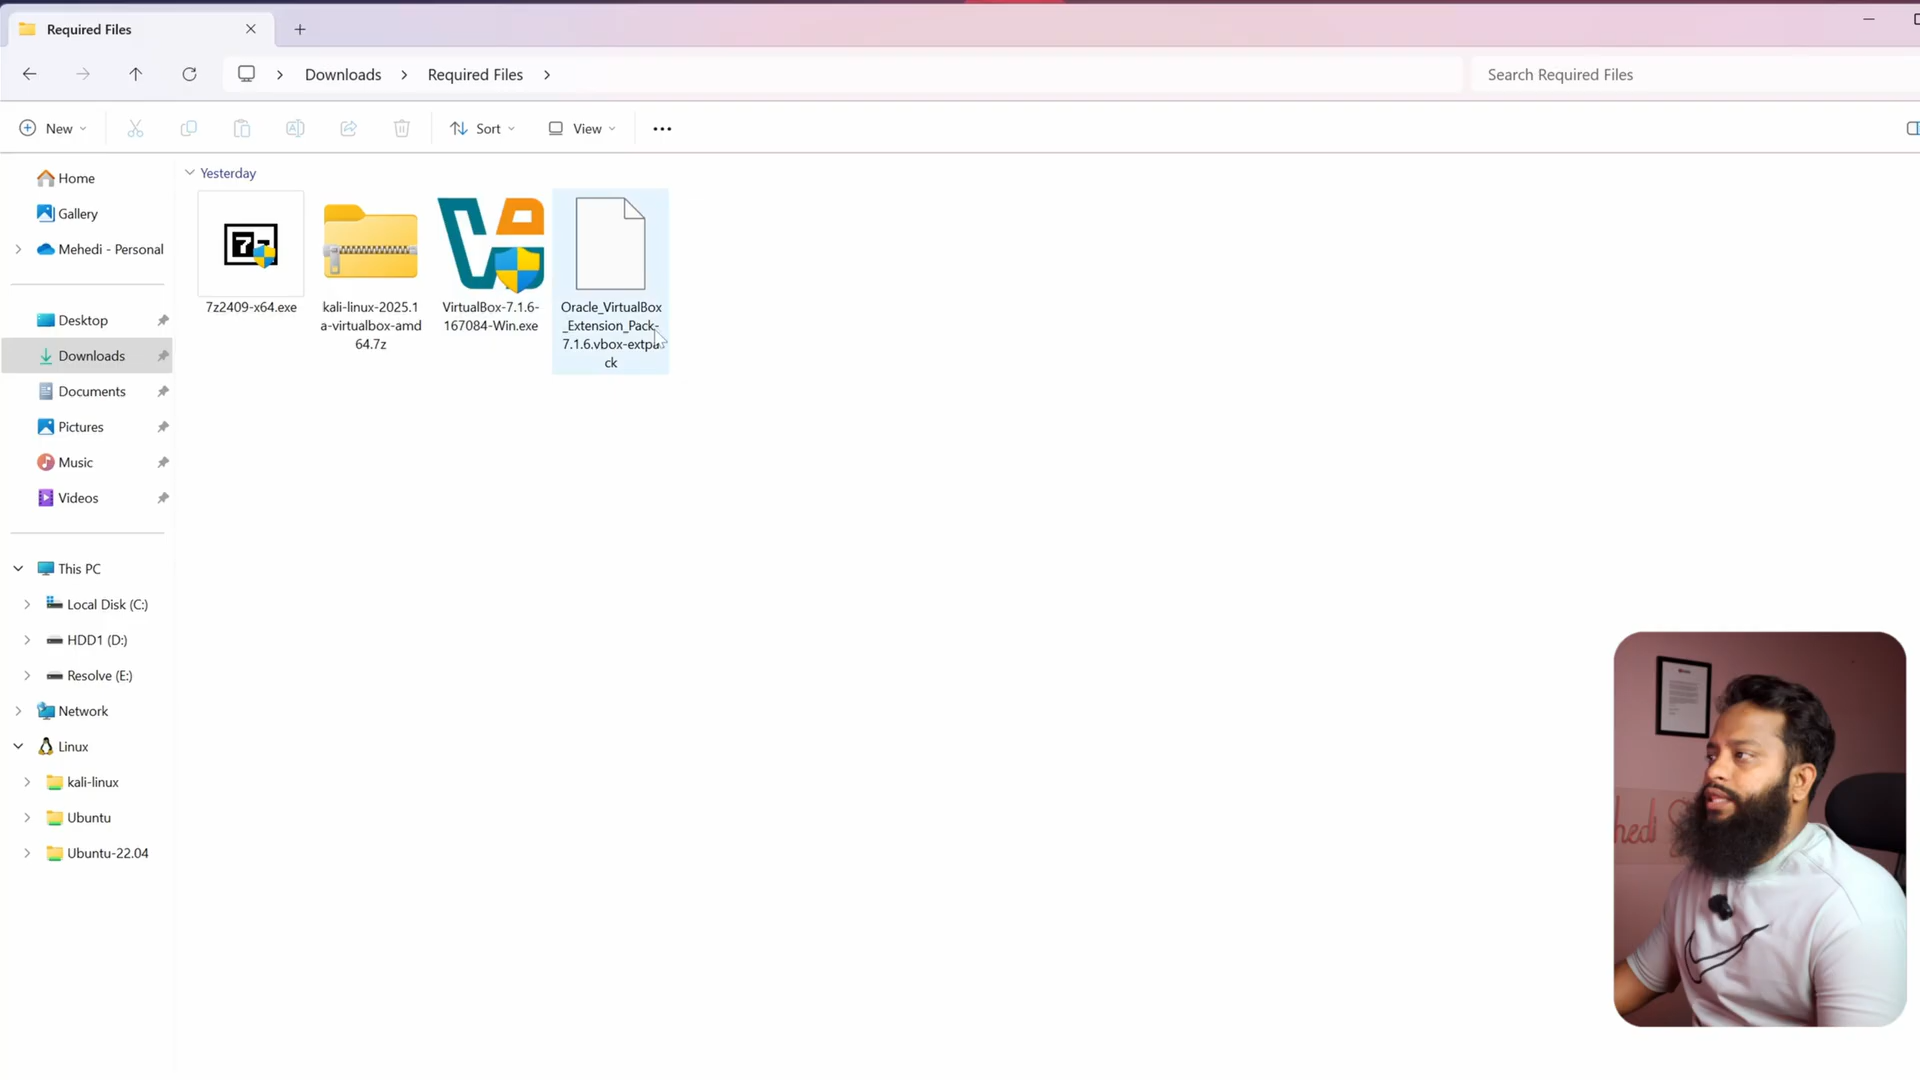 Required Files
Downloads
Required Files
Search Required Files
New
Sort
View
Home
Gallery
Mehedi - Personal
Desktop
Downloads
Documents
Pictures
Music
Videos
This PC
Local Disk (C:)
HDD1 (D:)
Resolve (E:)
Network
Linux
kali-linux
Ubuntu
Ubuntu-22.04
Yesterday
7z2409-x64.exe
kali-linux-2025.1
a-virtualbox-amd
64.7z
VirtualBox-7.1.6-
167084-Win.exe
Oracle_VirtualBox
_Extension_Pack-
7.1.6.vbox-extpa
ck
hedi